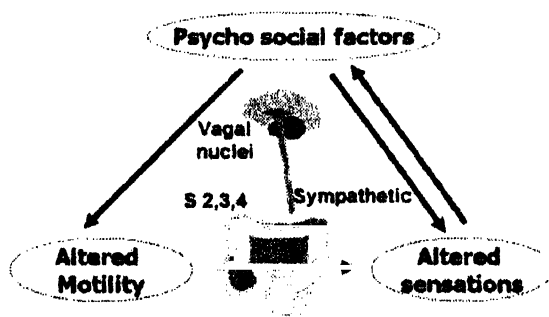 Psycho social factors
Vagal
nuclei
S 2,3,4
Sympathetic
Altered
Motility
Altered
sensations